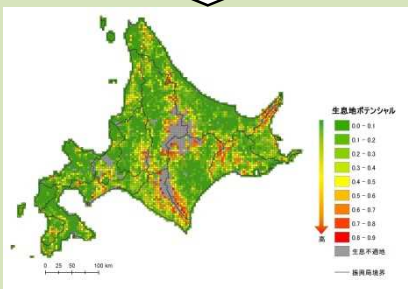 生息地ポテンシャル
0.0 - 0.1
0.1 - 0.2
0.2 - 0.3
0.3 - 0.4
0.4 - 0.5
0.5 - 0.6
0.6 - 0.7
0.7 - 0.8
0.8 - 0.9
高
生息不適地
振興局境界
0 25 50 100 km